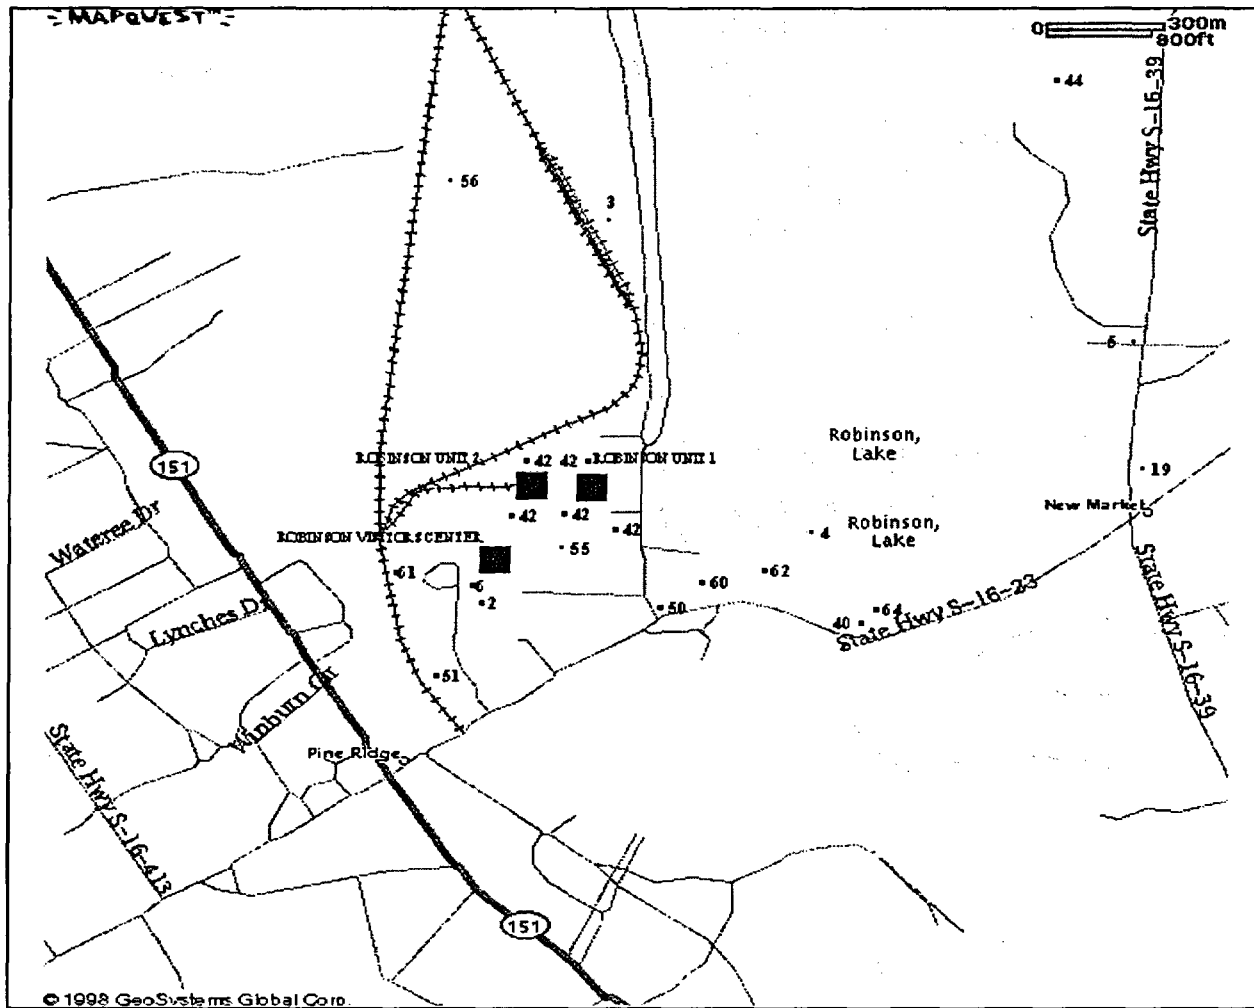 MAPQUEST™
0 300m
800ft
44
State Hwy S-16-39
56
3
5
151
Robinson,
Lake
ROBINSON UNIT 2
42
42
ROBINSON UNIT 1
19
New Market
Wateree Dr
42
42
42
4
Robinson,
Lake
ROBINSON VISITORS CENTER
55
61
6
2
60
62
50
40
64
State Hwy S-16-23
State Hwy S-16-39
Lynches Dr
51
Winburn Cir
Pine Ridge
State Hwy S-16-413
151
© 1998 GeoSystems Global Corp.